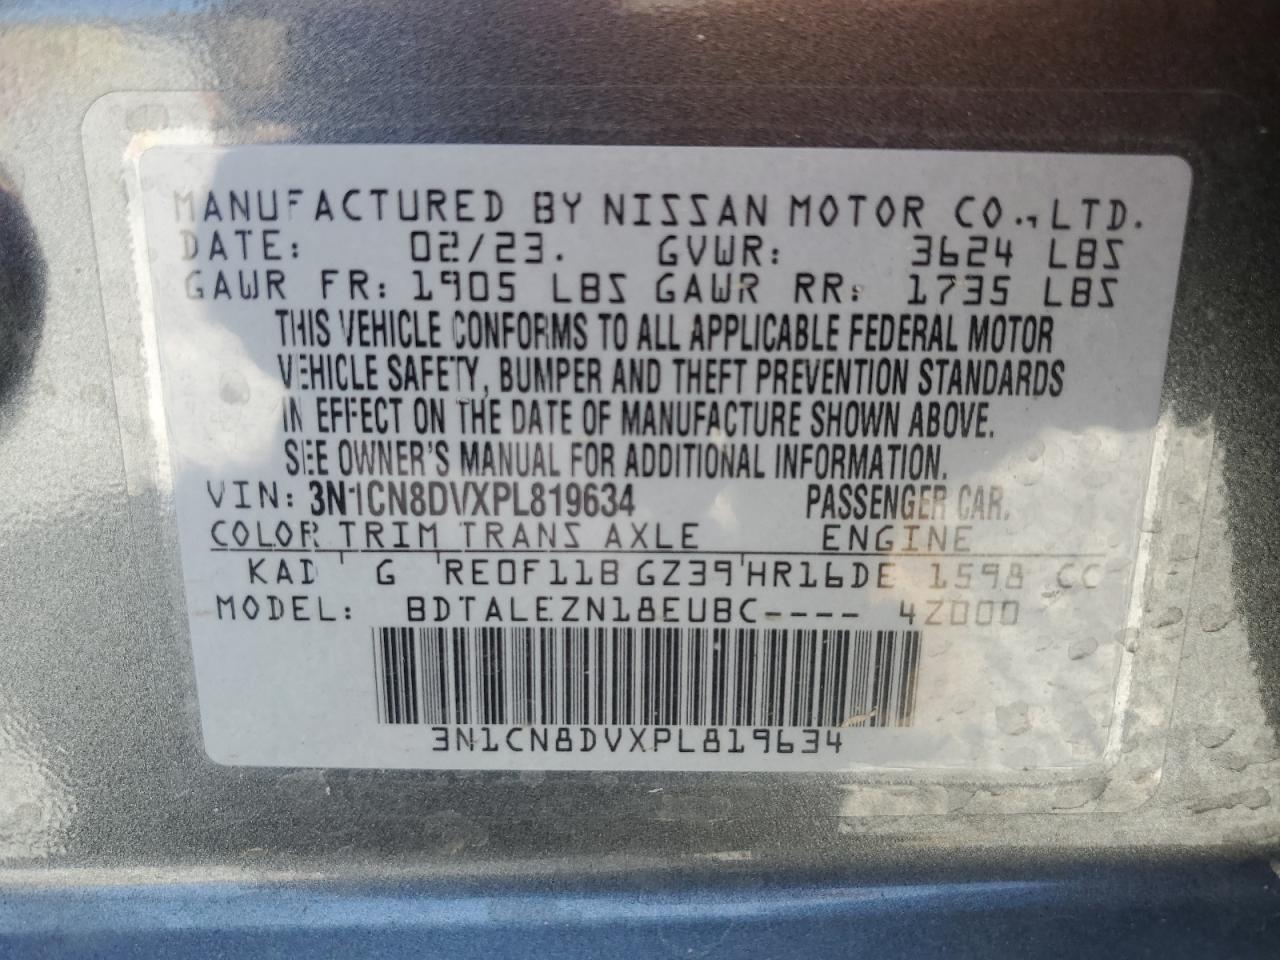 MANUFACTURED BY NISSAN MOTOR CO., LTD.
DATE: 02/23. GVWR: 3624 LBS
GAWR FR: 1905 LBS GAWR RR: 1735 LBS
THIS VEHICLE CONFORMS TO ALL APPLICABLE FEDERAL MOTOR
VEHICLE SAFETY, BUMPER AND THEFT PREVENTION STANDARDS
IN EFFECT ON THE DATE OF MANUFACTURE SHOWN ABOVE.
SEE OWNER'S MANUAL FOR ADDITIONAL INFORMATION.
VIN: 3N1CN8DVXPL819634 PASSENGER CAR.
COLOR TRIM TRANS AXLE ENGINE
KAD G RE0F11B GZ39 HR16DE 1598 CC
MODEL: BDTALEZN18EUBC---- 4Z000
3N1CN8DVXPL819634